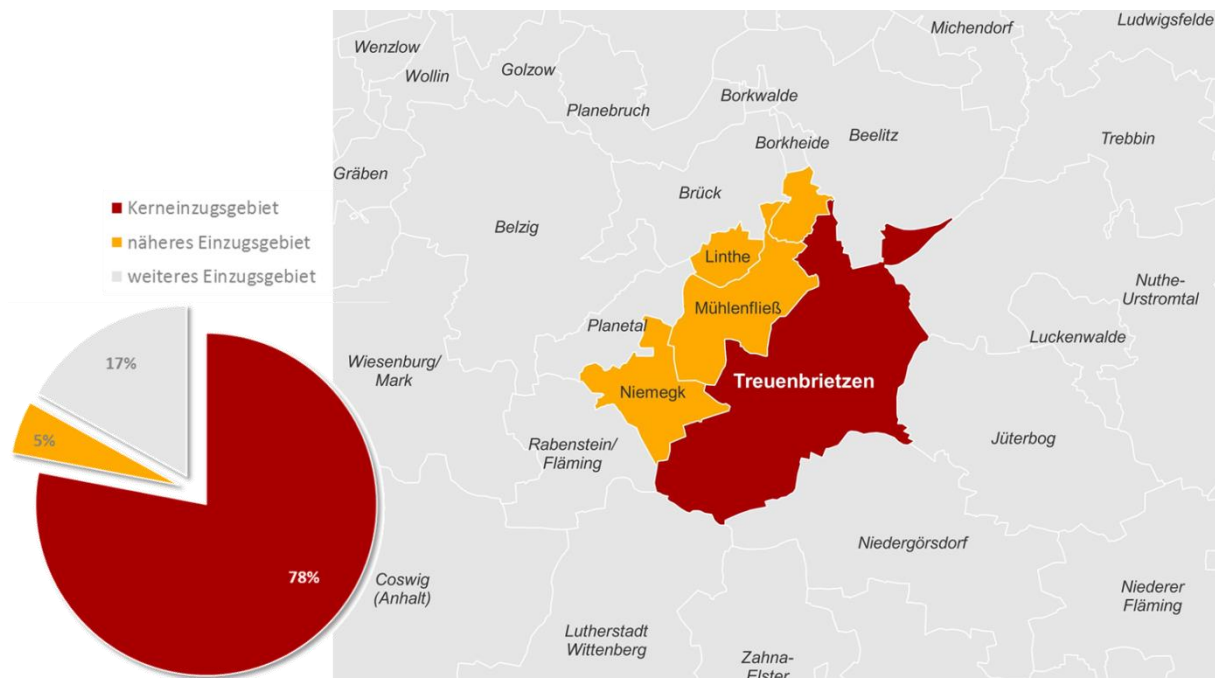 Kerneinzugsgebiet
näheres Einzugsgebiet
weiteres Einzugsgebiet
17%
5%
78%
Ludwigsfelde
Michendorf
Wenzlow
Wollin
Golzow
Planebruch
Borkwalde
Borkheide
Beelitz
Trebbin
Gräben
Brück
Belzig
Linthe
Nuthe-
Urstromtal
Mühlenfließ
Planetal
Luckenwalde
Wiesenburg/
Mark
Niemegk
Treuenbrietzen
Rabenstein/
Fläming
Jüterbog
Niedergörsdorf
Coswig
(Anhalt)
Niederer
Fläming
Lutherstadt
Wittenberg
Zahna-
Elster